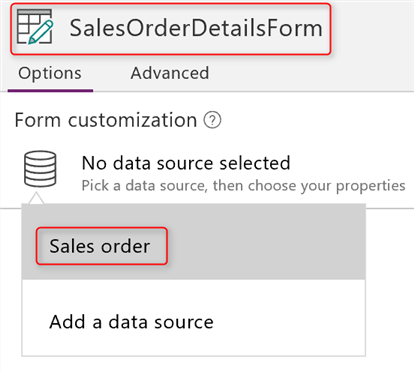 SalesOrderDetailsForm
Options Advanced
Form customization ?
No data source selected
Pick a data source, then choose your properties
Sales order
Add a data source